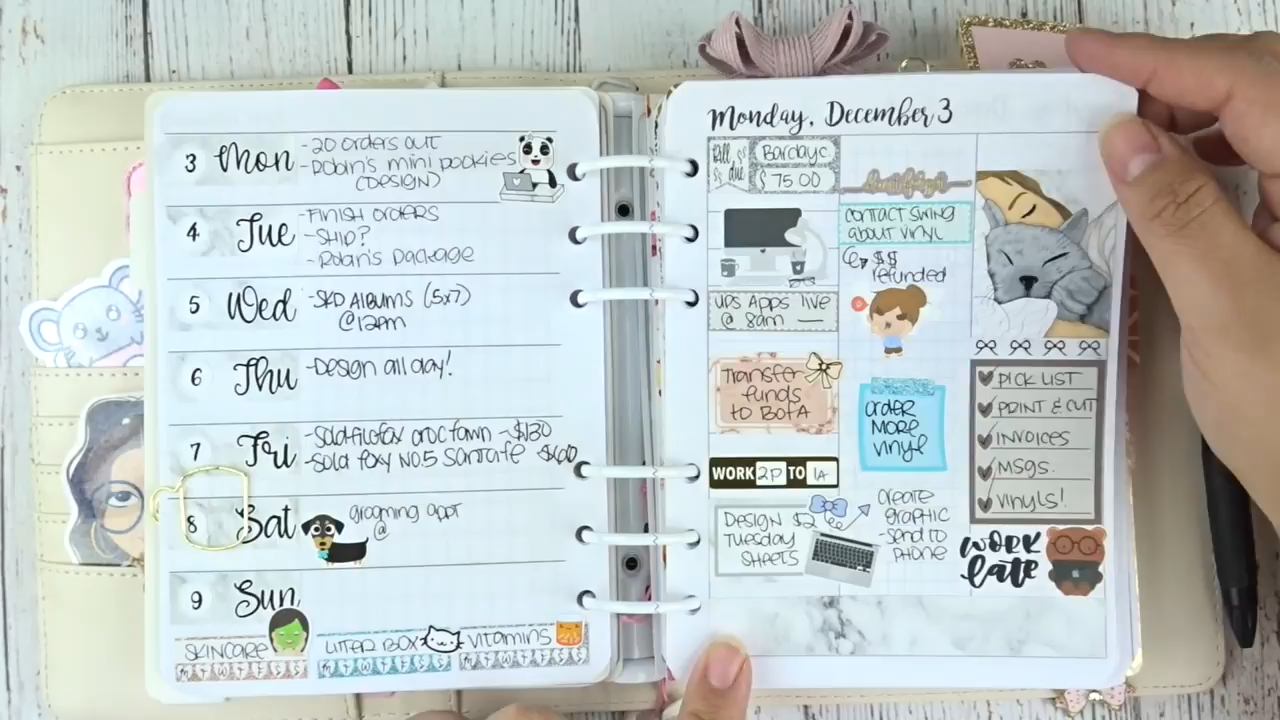 3 Mon
- 20 orders out
- Robin's mini pockies
(DESIGN)
4 Tue
- Finish orders
- Ship?
- Robin's package
5 Wed
- SKD Albums (5x7)
@12pm
6 Thu
- Design all day!
7 Fri
- Sold filofax croc fawn - $130
- Sold foxy No.5 Santa Fe
8 Sat
grooming appt
@
9 Sun
SKINCARE
M T W T F S S
LITTER BOX
M T W T F S S
VITAMINS
M T W T F S S
Monday, December 3
Bill
due
Barclayc
$ 75 00
UPS Apps live
@ 8am
Transfer
funds
to BofA
WORK 2P TO 1A
Design $2
Tuesday
Sheets
contact swing
about vinyl
$$
refunded
order
more
vinyl
create
graphic
-send to
phone
PICK LIST
PRINT & CUT
INVOICES
MSGS.
VINYLS!
work
late